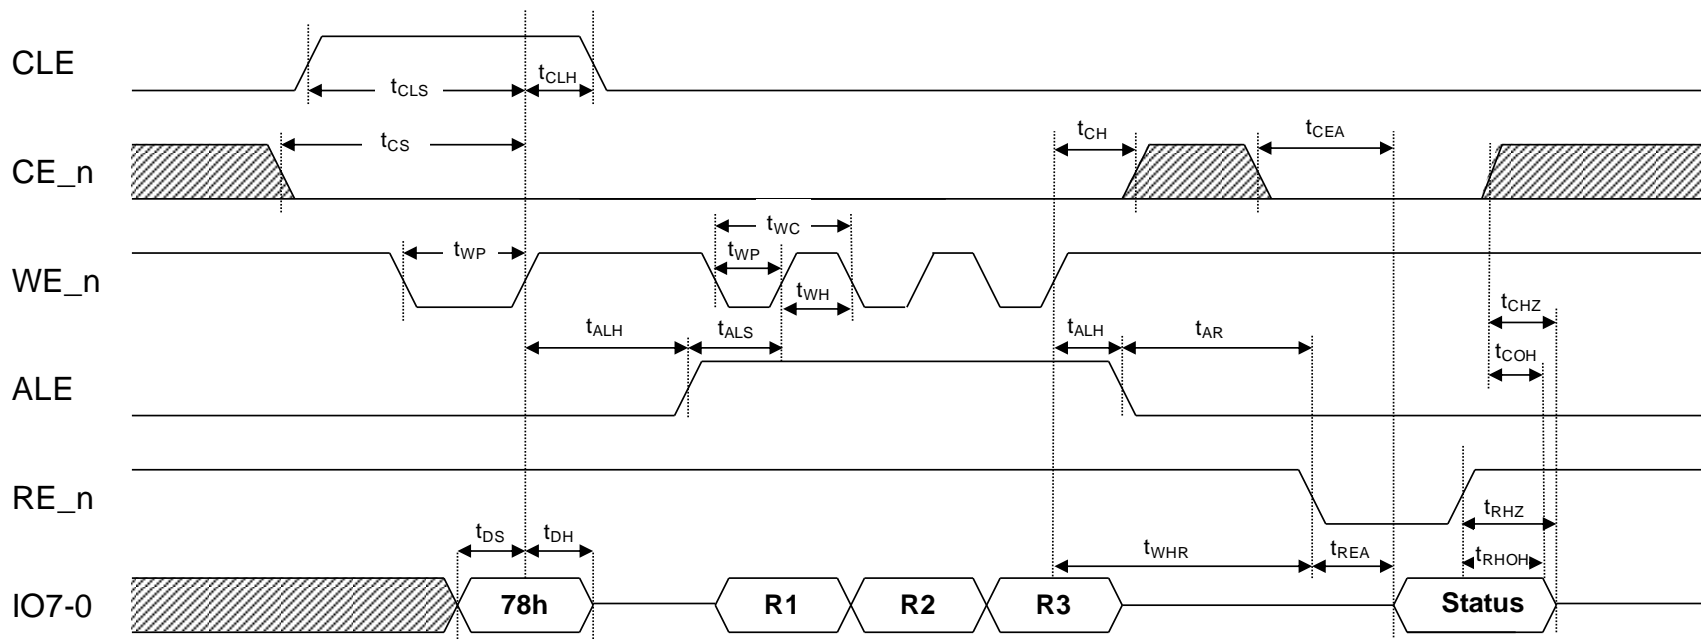 CLE
tCLS
tCLH
CE_n
tCS
tCH
tCEA
WE_n
tWP
tWC
tWP
tWH
tCHZ
tCOH
ALE
tALH
tALS
tALH
tAR
RE_n
tRHZ
tRHOH
IO7-0
tDS
tDH
tWHR
tREA
78h
R1
R2
R3
Status